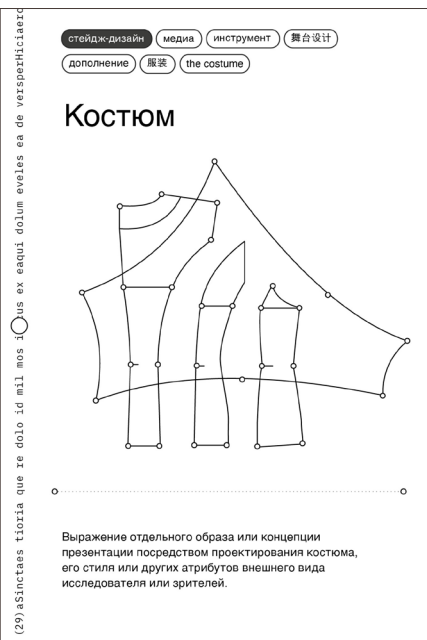 стейдж-дизайн медиа инструмент 舞台设计
дополнение 服装 the costume
Костюм
Выражение отдельного образа или концепции
презентации посредством проектирования костюма,
его стиля или других атрибутов внешнего вида
исследователя или зрителей.
(29)aSinctaes tioria que re dolo id mil mos ius ex eaqui dolum eveles ea de versperHiciaero